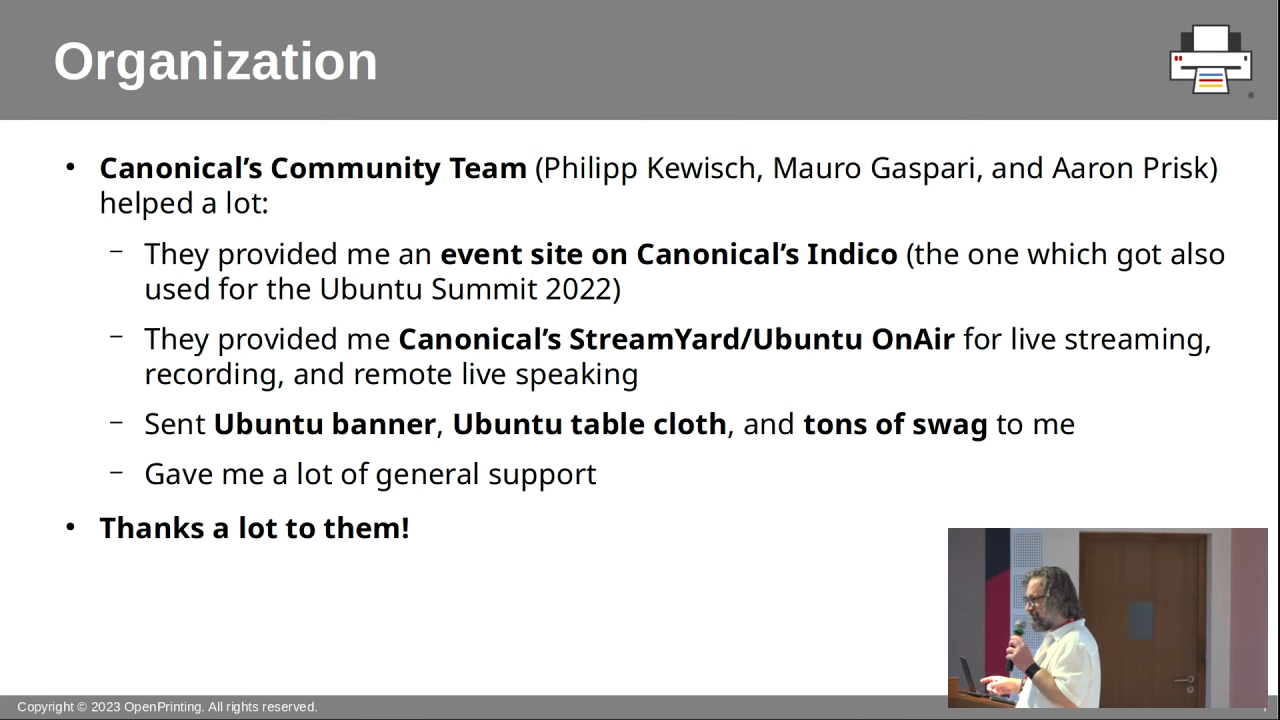 Organization
• Canonical’s Community Team (Philipp Kewisch, Mauro Gaspari, and Aaron Prisk)
helped a lot:
– They provided me an event site on Canonical’s Indico (the one which got also
used for the Ubuntu Summit 2022)
– They provided me Canonical’s StreamYard/Ubuntu OnAir for live streaming,
recording, and remote live speaking
– Sent Ubuntu banner, Ubuntu table cloth, and tons of swag to me
– Gave me a lot of general support
• Thanks a lot to them!
Copyright © 2023 OpenPrinting. All rights reserved.